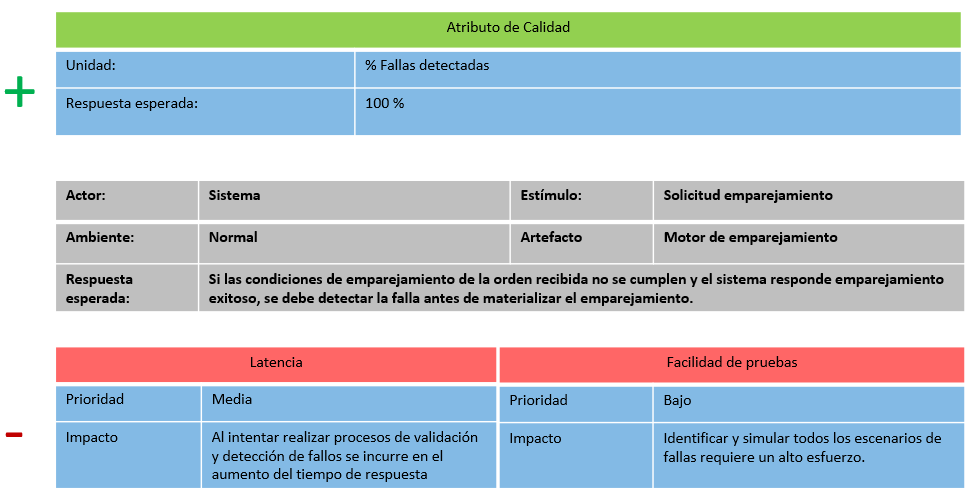 Atributo de Calidad
+
Unidad: % Fallas detectadas
Respuesta esperada: 100 %
Actor: Sistema Estímulo: Solicitud emparejamiento
Ambiente: Normal Artefacto Motor de emparejamiento
Respuesta esperada: Si las condiciones de emparejamiento de la orden recibida no se cumplen y el sistema responde emparejamiento
exitoso, se debe detectar la falla antes de materializar el emparejamiento.
Latencia Facilidad de pruebas
-
Prioridad Media Prioridad Bajo
Impacto Al intentar realizar procesos de validación
y detección de fallos se incurre en el
aumento del tiempo de respuesta
Impacto Identificar y simular todos los escenarios de
fallas requiere un alto esfuerzo.